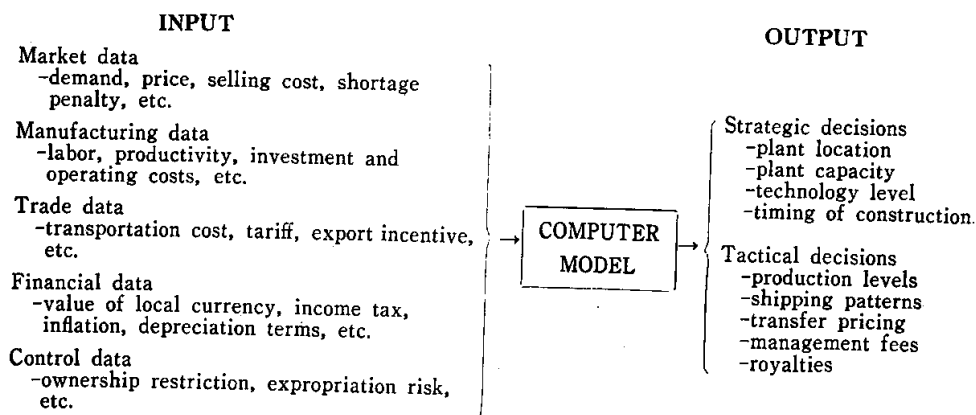 INPUT
Market data
-demand, price, selling cost, shortage
penalty, etc.
Manufacturing data
-labor, productivity, investment and
operating costs, etc.
Trade data
-transportation cost, tariff, export incentive,
etc.
Financial data
-value of local currency, income tax,
inflation, depreciation terms, etc.
Control data
-ownership restriction, expropriation risk,
etc.
COMPUTER
MODEL
OUTPUT
Strategic decisions
-plant location
-plant capacity
-technology level
-timing of construction.
Tactical decisions
-production levels
-shipping patterns
-transfer pricing
-management fees
-royalties